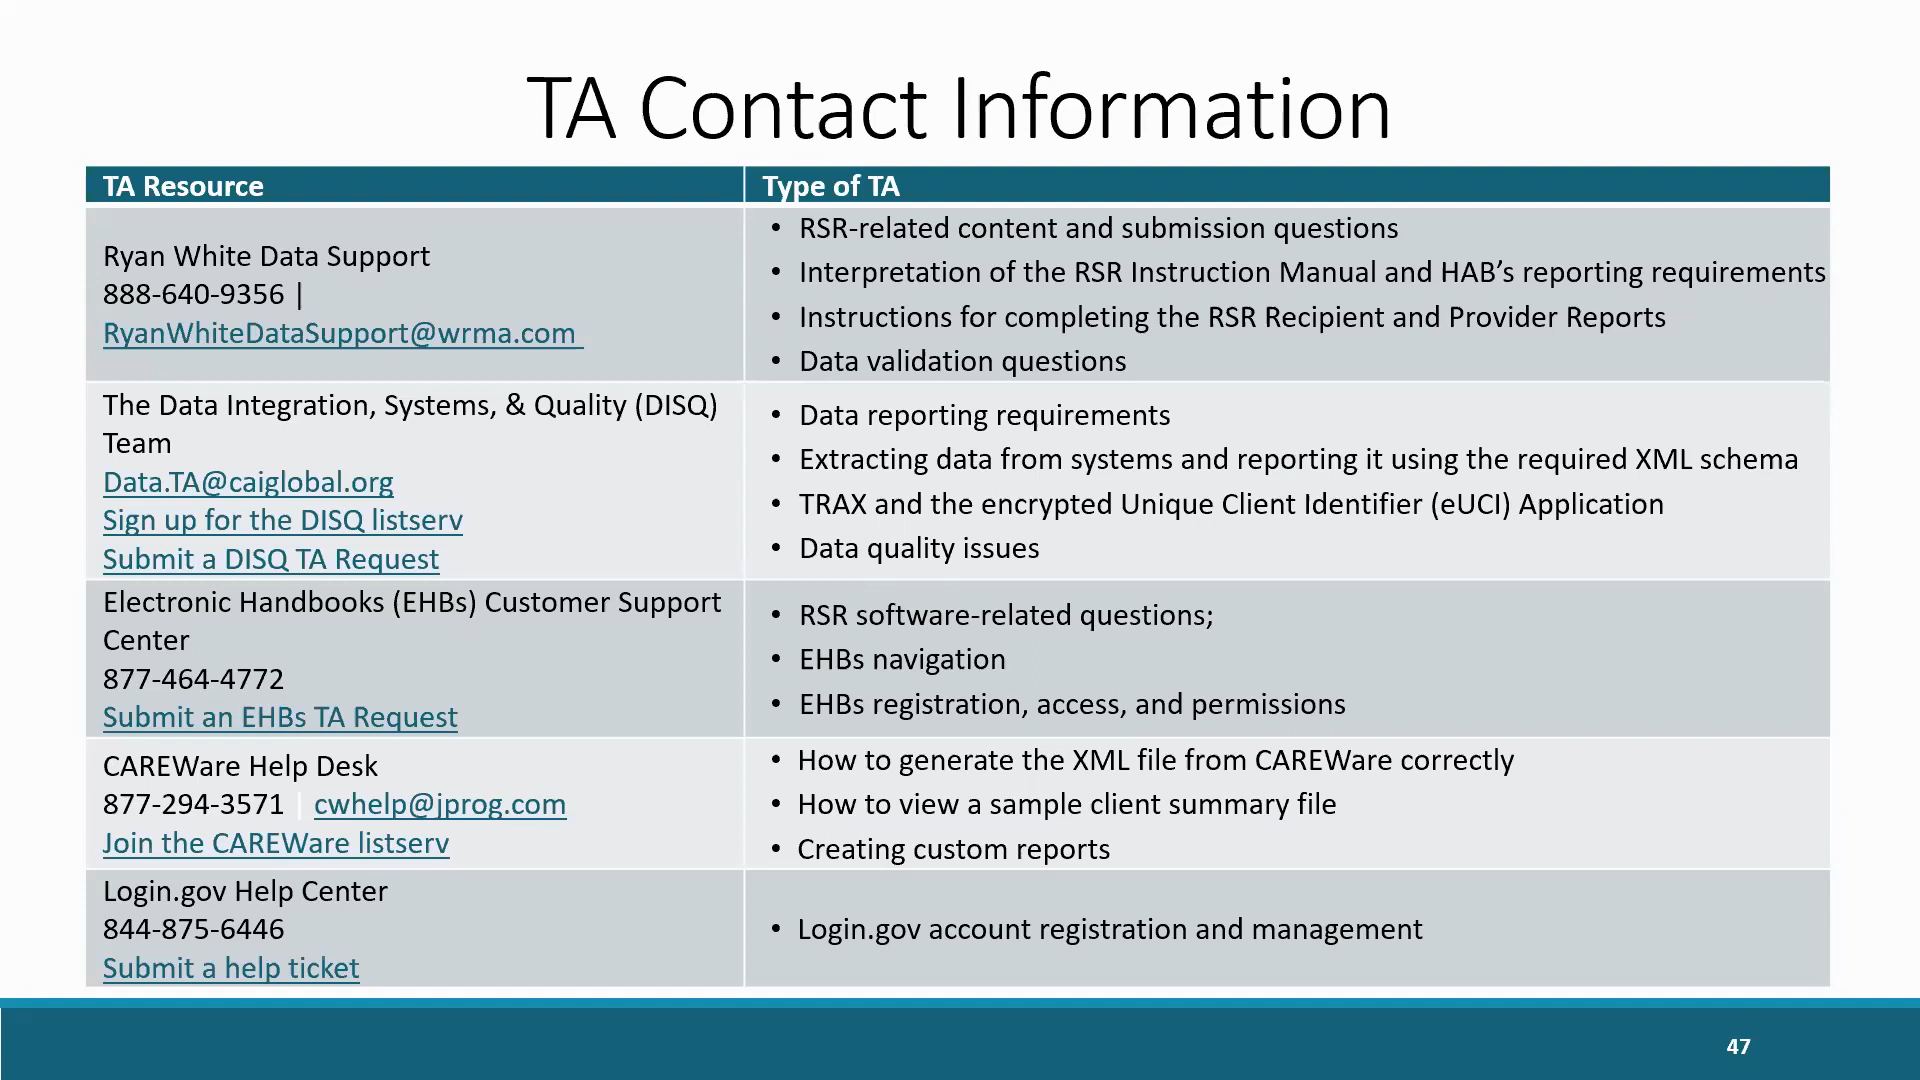 TA Contact Information
TA Resource
Type of TA
Ryan White Data Support
888-640-9356 |
RyanWhiteDataSupport@wrma.com
• RSR-related content and submission questions
• Interpretation of the RSR Instruction Manual and HAB’s reporting requirements
• Instructions for completing the RSR Recipient and Provider Reports
• Data validation questions
The Data Integration, Systems, & Quality (DISQ)
Team
Data.TA@caiglobal.org
Sign up for the DISQ listserv
Submit a DISQ TA Request
• Data reporting requirements
• Extracting data from systems and reporting it using the required XML schema
• TRAX and the encrypted Unique Client Identifier (eUCI) Application
• Data quality issues
Electronic Handbooks (EHBs) Customer Support
Center
877-464-4772
Submit an EHBs TA Request
• RSR software-related questions;
• EHBs navigation
• EHBs registration, access, and permissions
CAREWare Help Desk
877-294-3571 | cwhelp@jprog.com
Join the CAREWare listserv
• How to generate the XML file from CAREWare correctly
• How to view a sample client summary file
• Creating custom reports
Login.gov Help Center
844-875-6446
Submit a help ticket
• Login.gov account registration and management
47